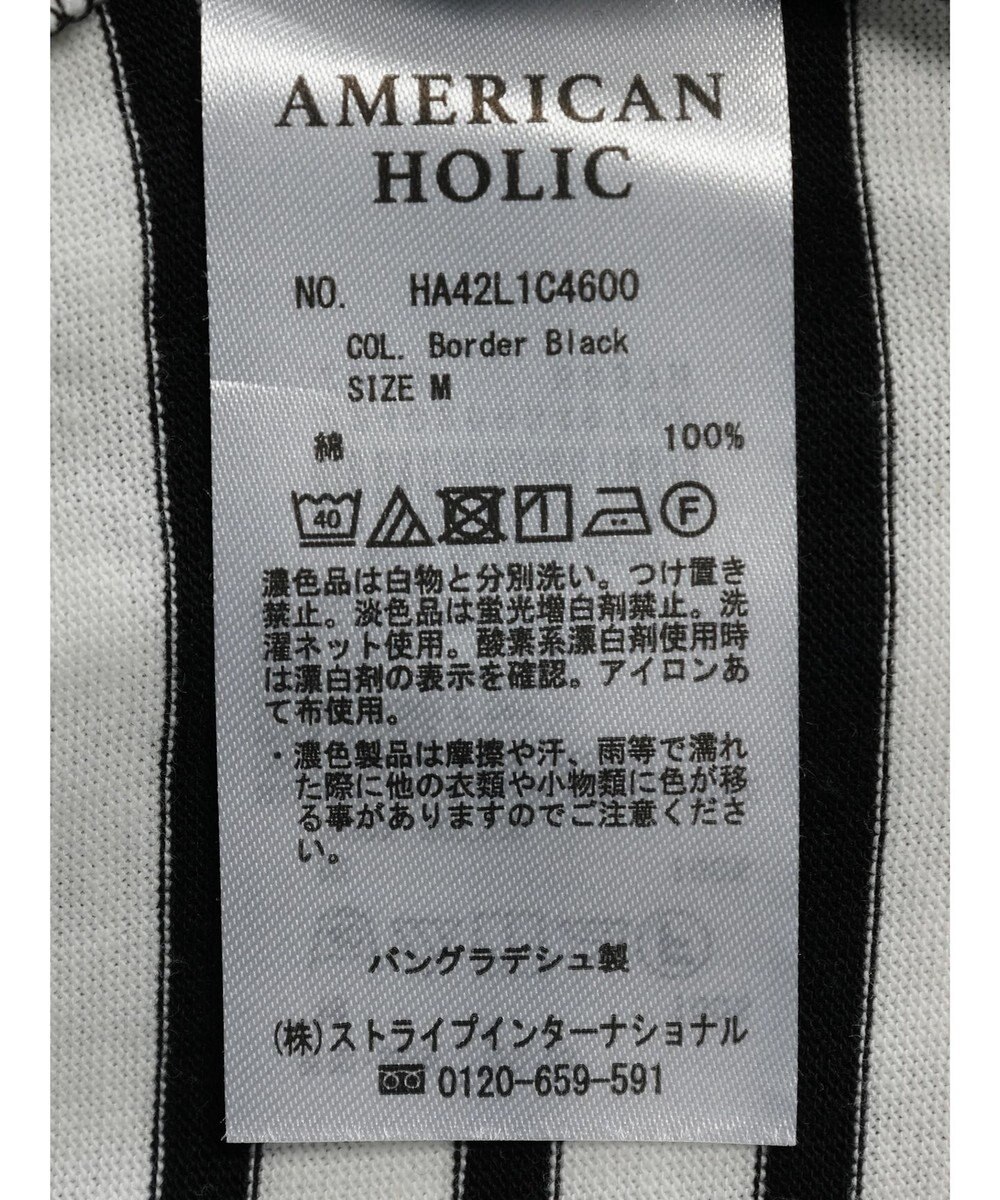 AMERICAN
HOLIC
NO. HA42L1C4600
COL. Border Black
SIZE M
綿 100%
40 F
濃色品は白物と分別洗い。つけ置き
禁止。淡色品は蛍光増白剤禁止。洗
濯ネット使用。酸素系漂白剤使用時
は漂白剤の表示を確認。アイロンあ
て布使用。
・濃色製品は摩擦や汗、雨等で濡れ
た際に他の衣類や小物類に色が移
る事がありますのでご注意くださ
い。
バングラデシュ製
(株)ストライプインターナショナル
0120-659-591